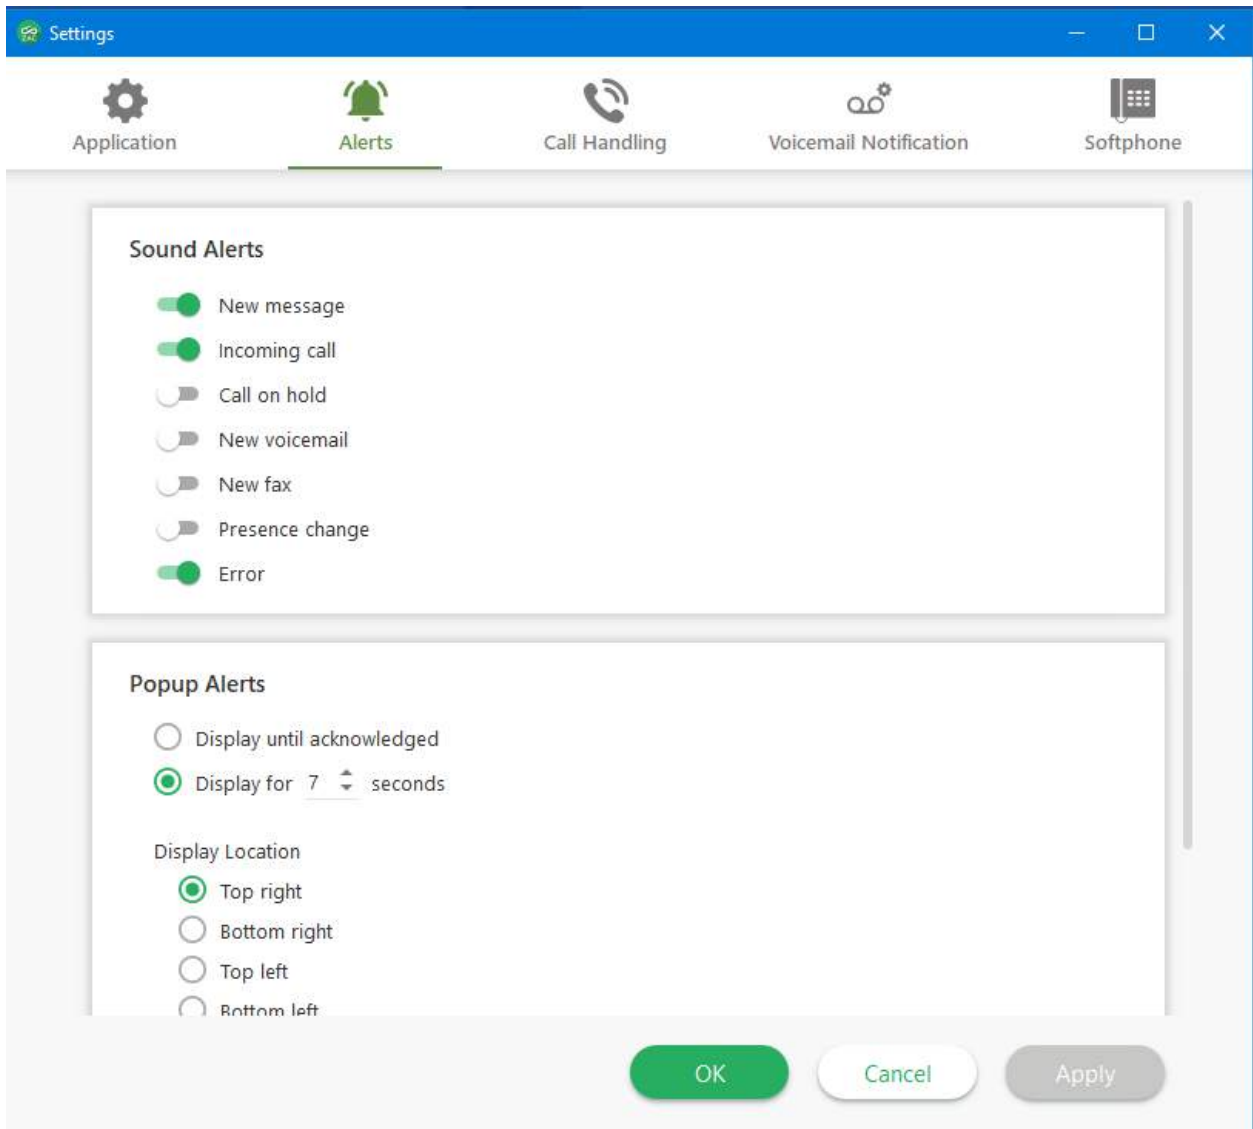 Settings
Application
Alerts
Call Handling
Voicemail Notification
Softphone
Sound Alerts
New message
Incoming call
Call on hold
New voicemail
New fax
Presence change
Error
Popup Alerts
Display until acknowledged
Display for 7 seconds
Display Location
Top right
Bottom right
Top left
Bottom left
OK
Cancel
Apply